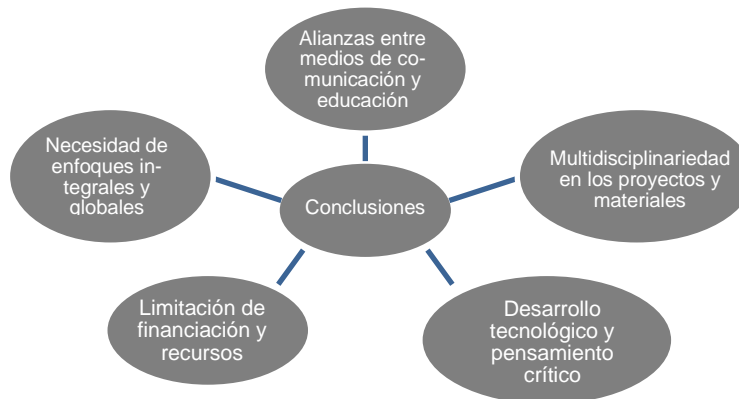 Alianzas entre
medios de co-
municación y
educación
Necesidad de
enfoques in-
tegrales y
globales
Conclusiones
Multidisciplinariedad
en los proyectos y
materiales
Limitación de
financiación y
recursos
Desarrollo
tecnológico y
pensamiento
crítico